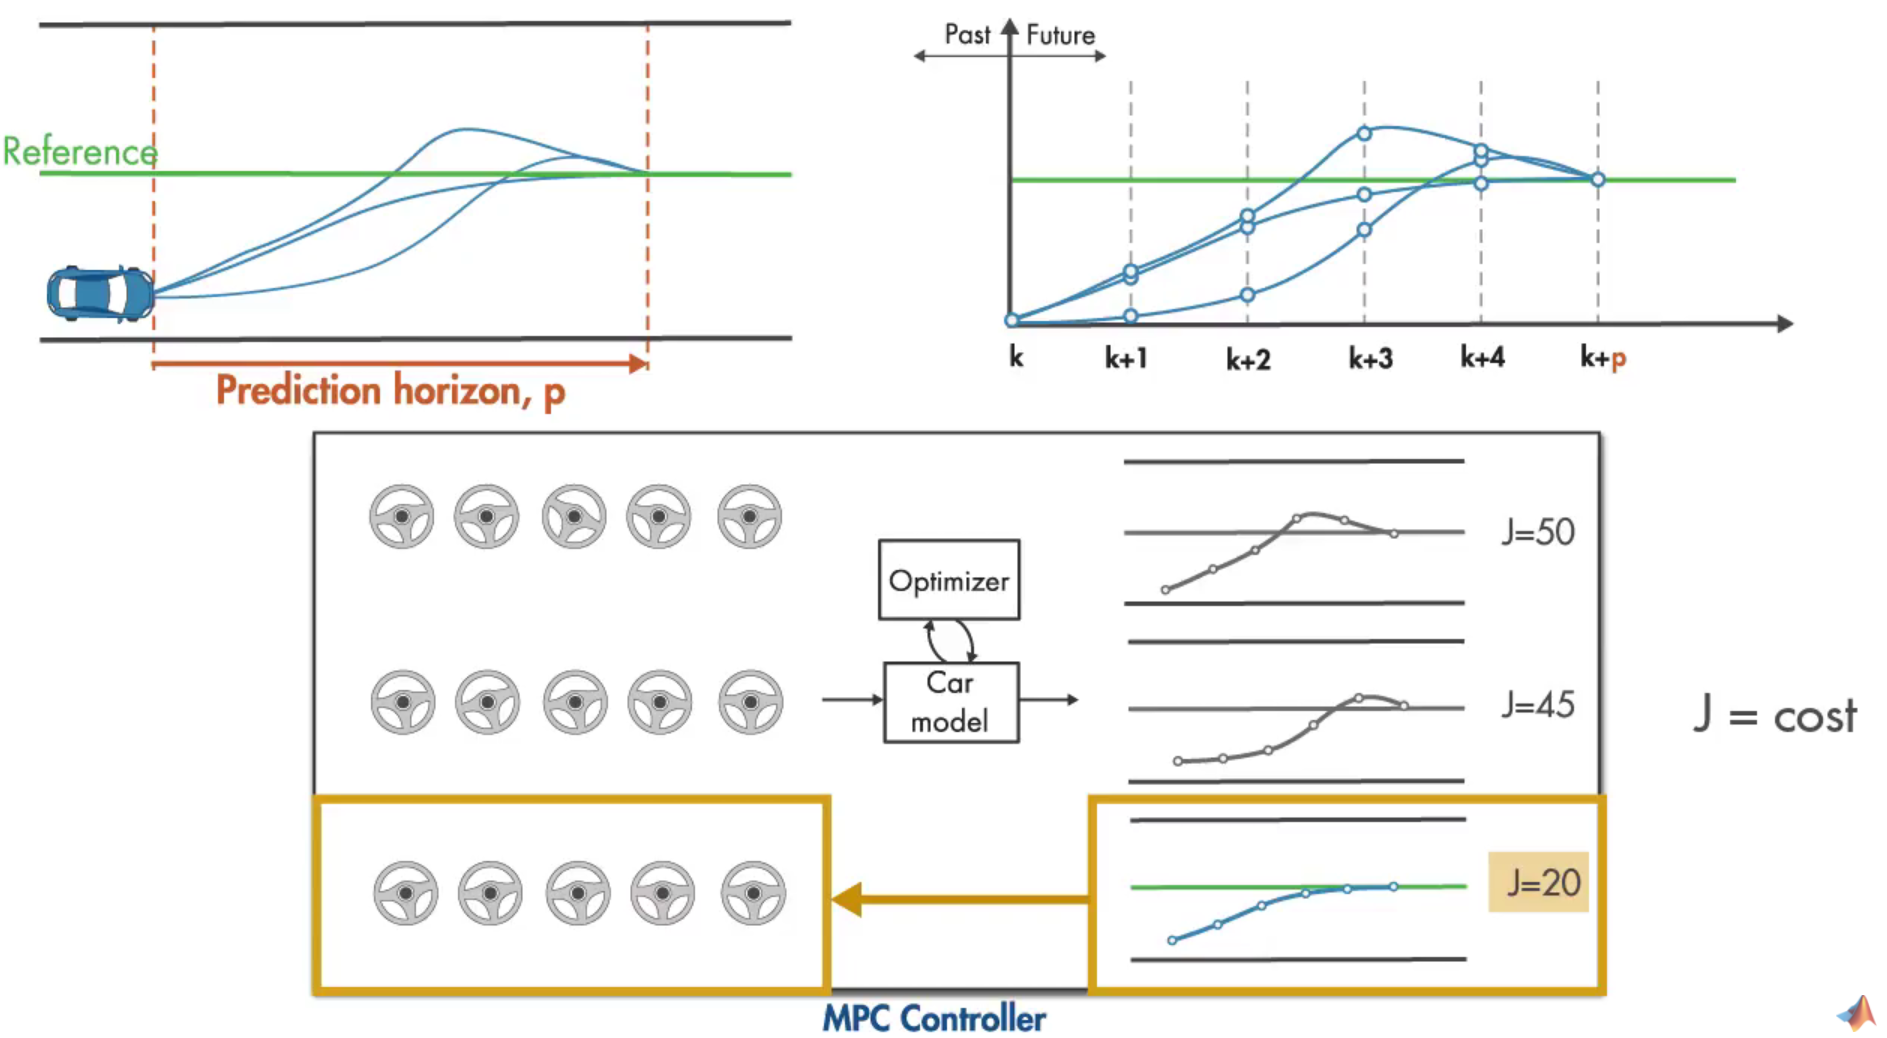 Reference
Prediction horizon, p
Past
Future
k
k+1
k+2
k+3
k+4
k+p
Optimizer
Car
model
J=50
J=45
J=20
J = cost
MPC Controller